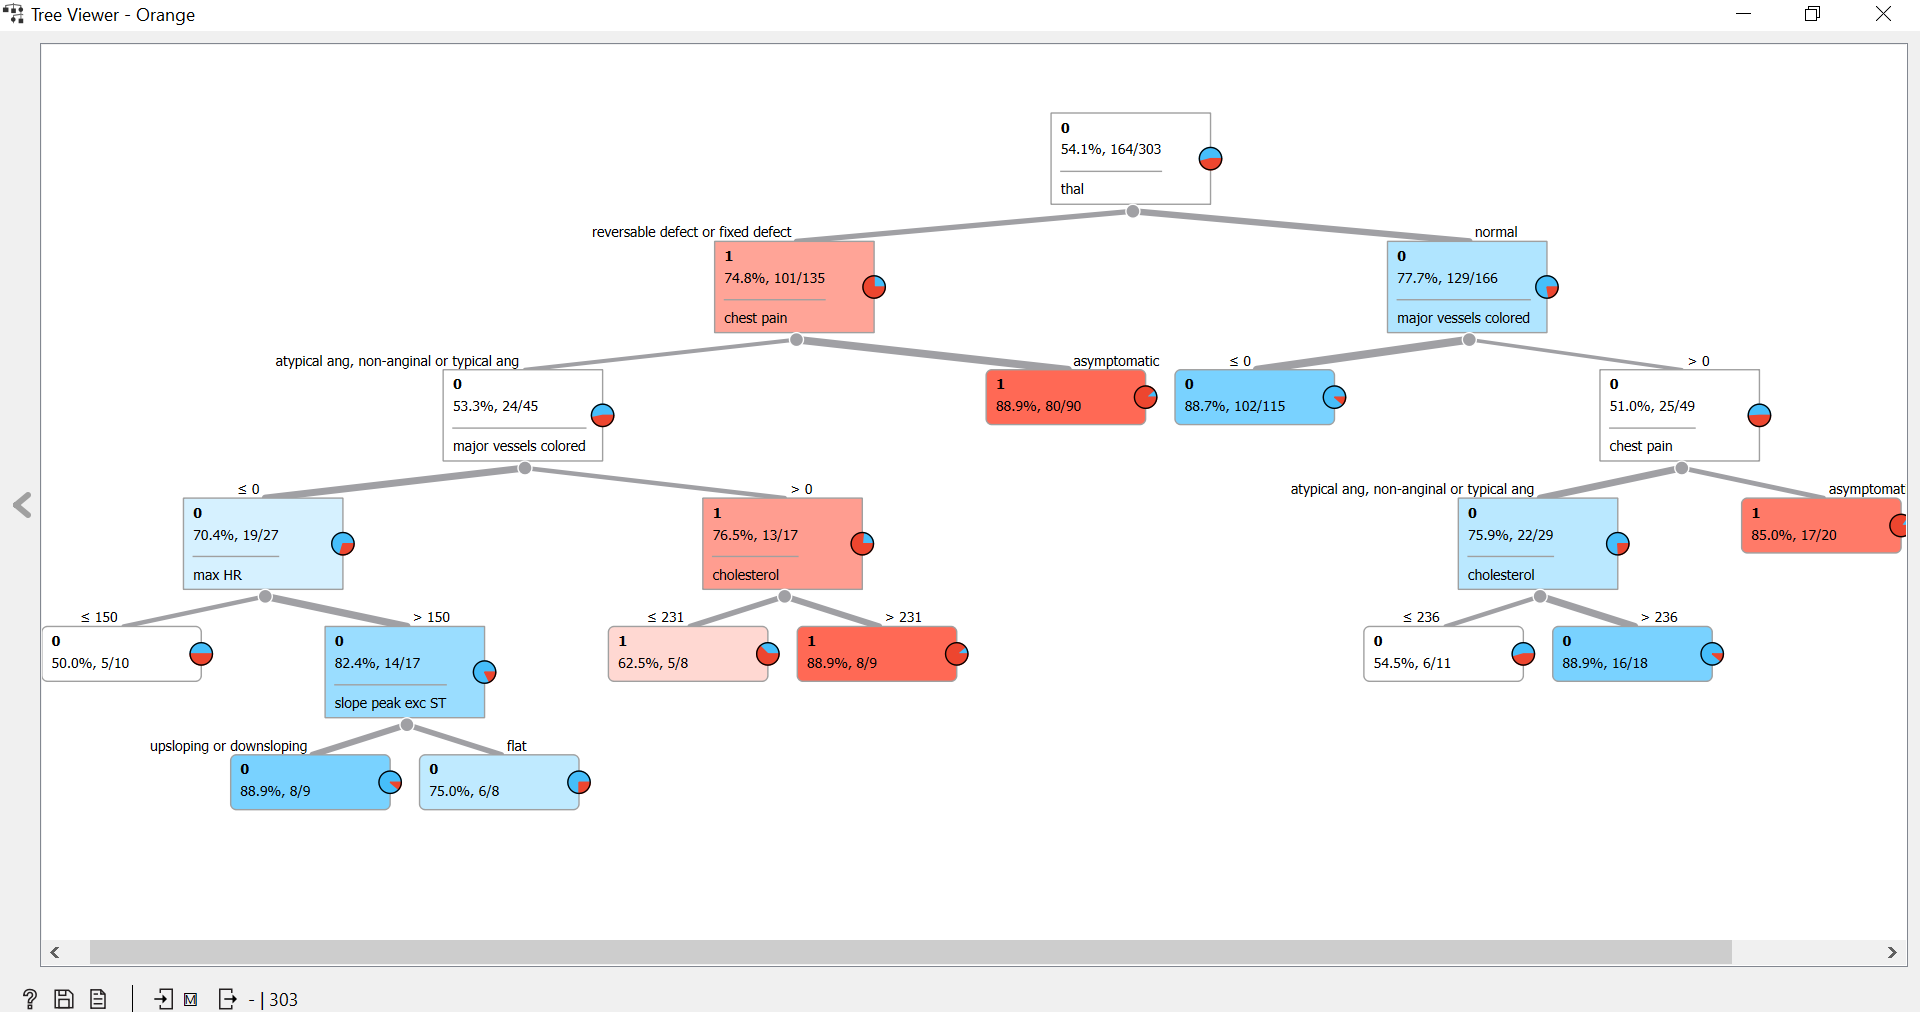 Tree Viewer - Orange
0
54.1%, 164/303
thal
reversable defect or fixed defect
normal
1
74.8%, 101/135
chest pain
0
77.7%, 129/166
major vessels colored
atypical ang, non-anginal or typical ang
asymptomatic
≤ 0
> 0
0
53.3%, 24/45
major vessels colored
1
88.9%, 80/90
0
88.7%, 102/115
0
51.0%, 25/49
chest pain
≤ 0
> 0
atypical ang, non-anginal or typical ang
asymptomat
0
70.4%, 19/27
max HR
1
76.5%, 13/17
cholesterol
0
75.9%, 22/29
cholesterol
1
85.0%, 17/20
≤ 150
> 150
≤ 231
> 231
≤ 236
> 236
0
50.0%, 5/10
0
82.4%, 14/17
slope peak exc ST
1
62.5%, 5/8
1
88.9%, 8/9
0
54.5%, 6/11
0
88.9%, 16/18
upsloping or downsloping
flat
0
88.9%, 8/9
0
75.0%, 6/8
? M - | 303